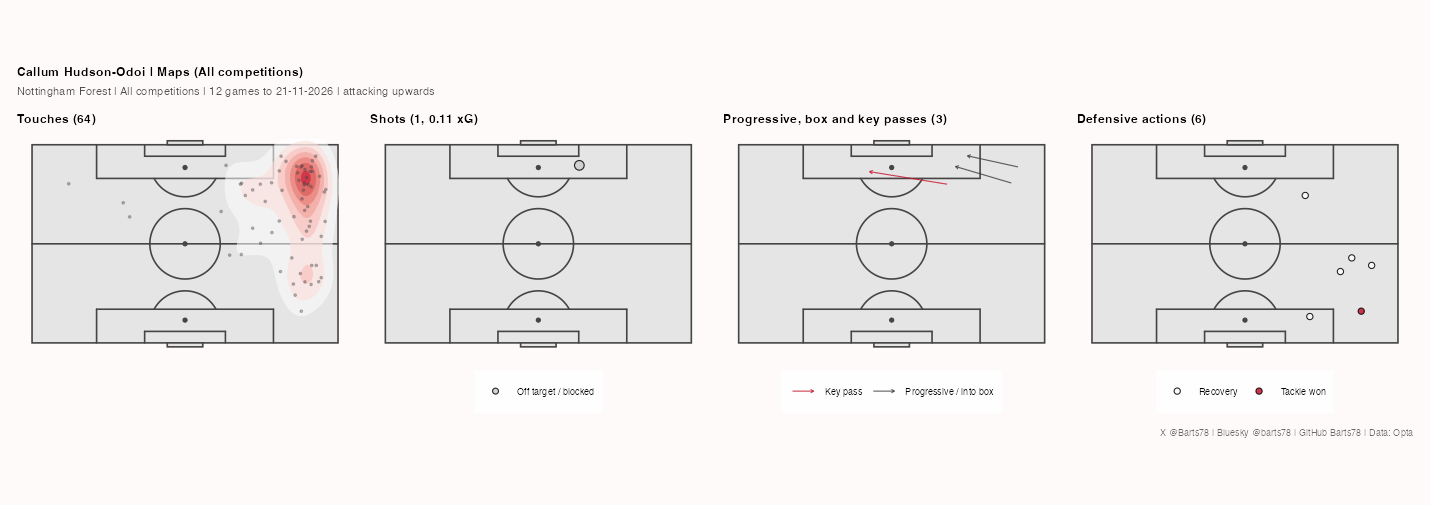 Callum Hudson-Odoi | Maps (All competitions)
Nottingham Forest | All competitions | 12 games to 21-11-2026 | attacking upwards
Touches (64)
Shots (1, 0.11 xG)
Progressive, box and key passes (3)
Defensive actions (6)
Off target / blocked
Key pass
Progressive / into box
Recovery
Tackle won
X @Barts78 | Bluesky @barts78 | GitHub Barts78 | Data: Opta